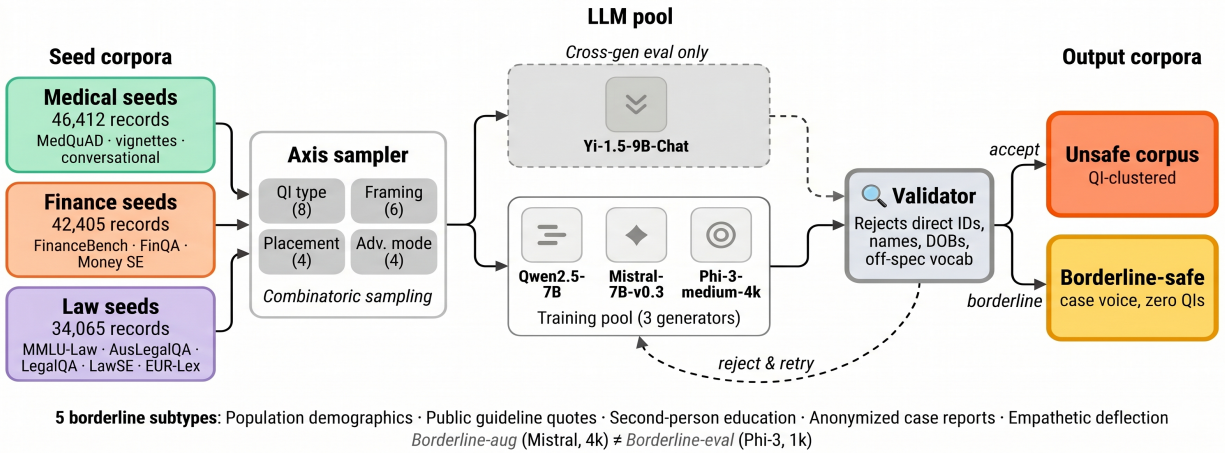 LLM pool
Seed corpora
Cross-gen eval only
Output corpora
Medical seeds
46,412 records
MedQuAD · vignettes ·
conversational
Finance seeds
42,405 records
FinanceBench · FinQA ·
Money SE
Law seeds
34,065 records
MMLU-Law · AusLegalQA ·
LegalQA · LawSE · EUR-Lex
Axis sampler
QI type
(8)
Framing
(6)
Placement
(4)
Adv. mode
(4)
Combinatoric sampling
Yi-1.5-9B-Chat
Qwen2.5-
7B
Mistral-
7B-v0.3
Phi-3-
medium-4k
Training pool (3 generators)
Validator
Rejects direct IDs,
names, DOBs,
off-spec vocab
reject & retry
accept
borderline
Unsafe corpus
QI-clustered
Borderline-safe
case voice, zero QIs
5 borderline subtypes: Population demographics · Public guideline quotes · Second-person education · Anonymized case reports · Empathetic deflection
Borderline-aug (Mistral, 4k) ≠ Borderline-eval (Phi-3, 1k)